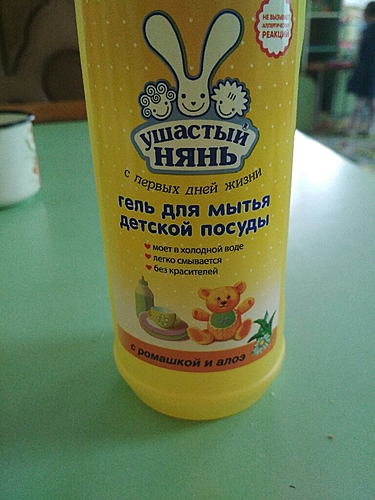 НЕ ВЫЗЫВАЕТ
АЛЛЕРГИЧЕСКИХ
РЕАКЦИЙ
ушастый
НЯНЬ
с первых дней жизни
гель для мытья
детской посуды
моет в холодной воде
легко смывается
без красителей
с ромашкой и алоэ